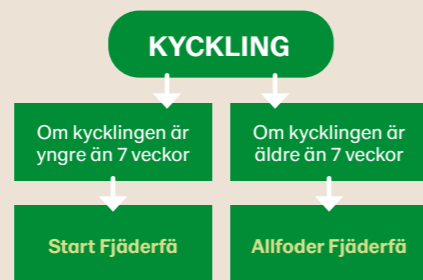 KYCKLING
Om kycklingen är
yngre än 7 veckor
Om kycklingen är
äldre än 7 veckor
Start Fjäderfä
Allfoder Fjäderfä